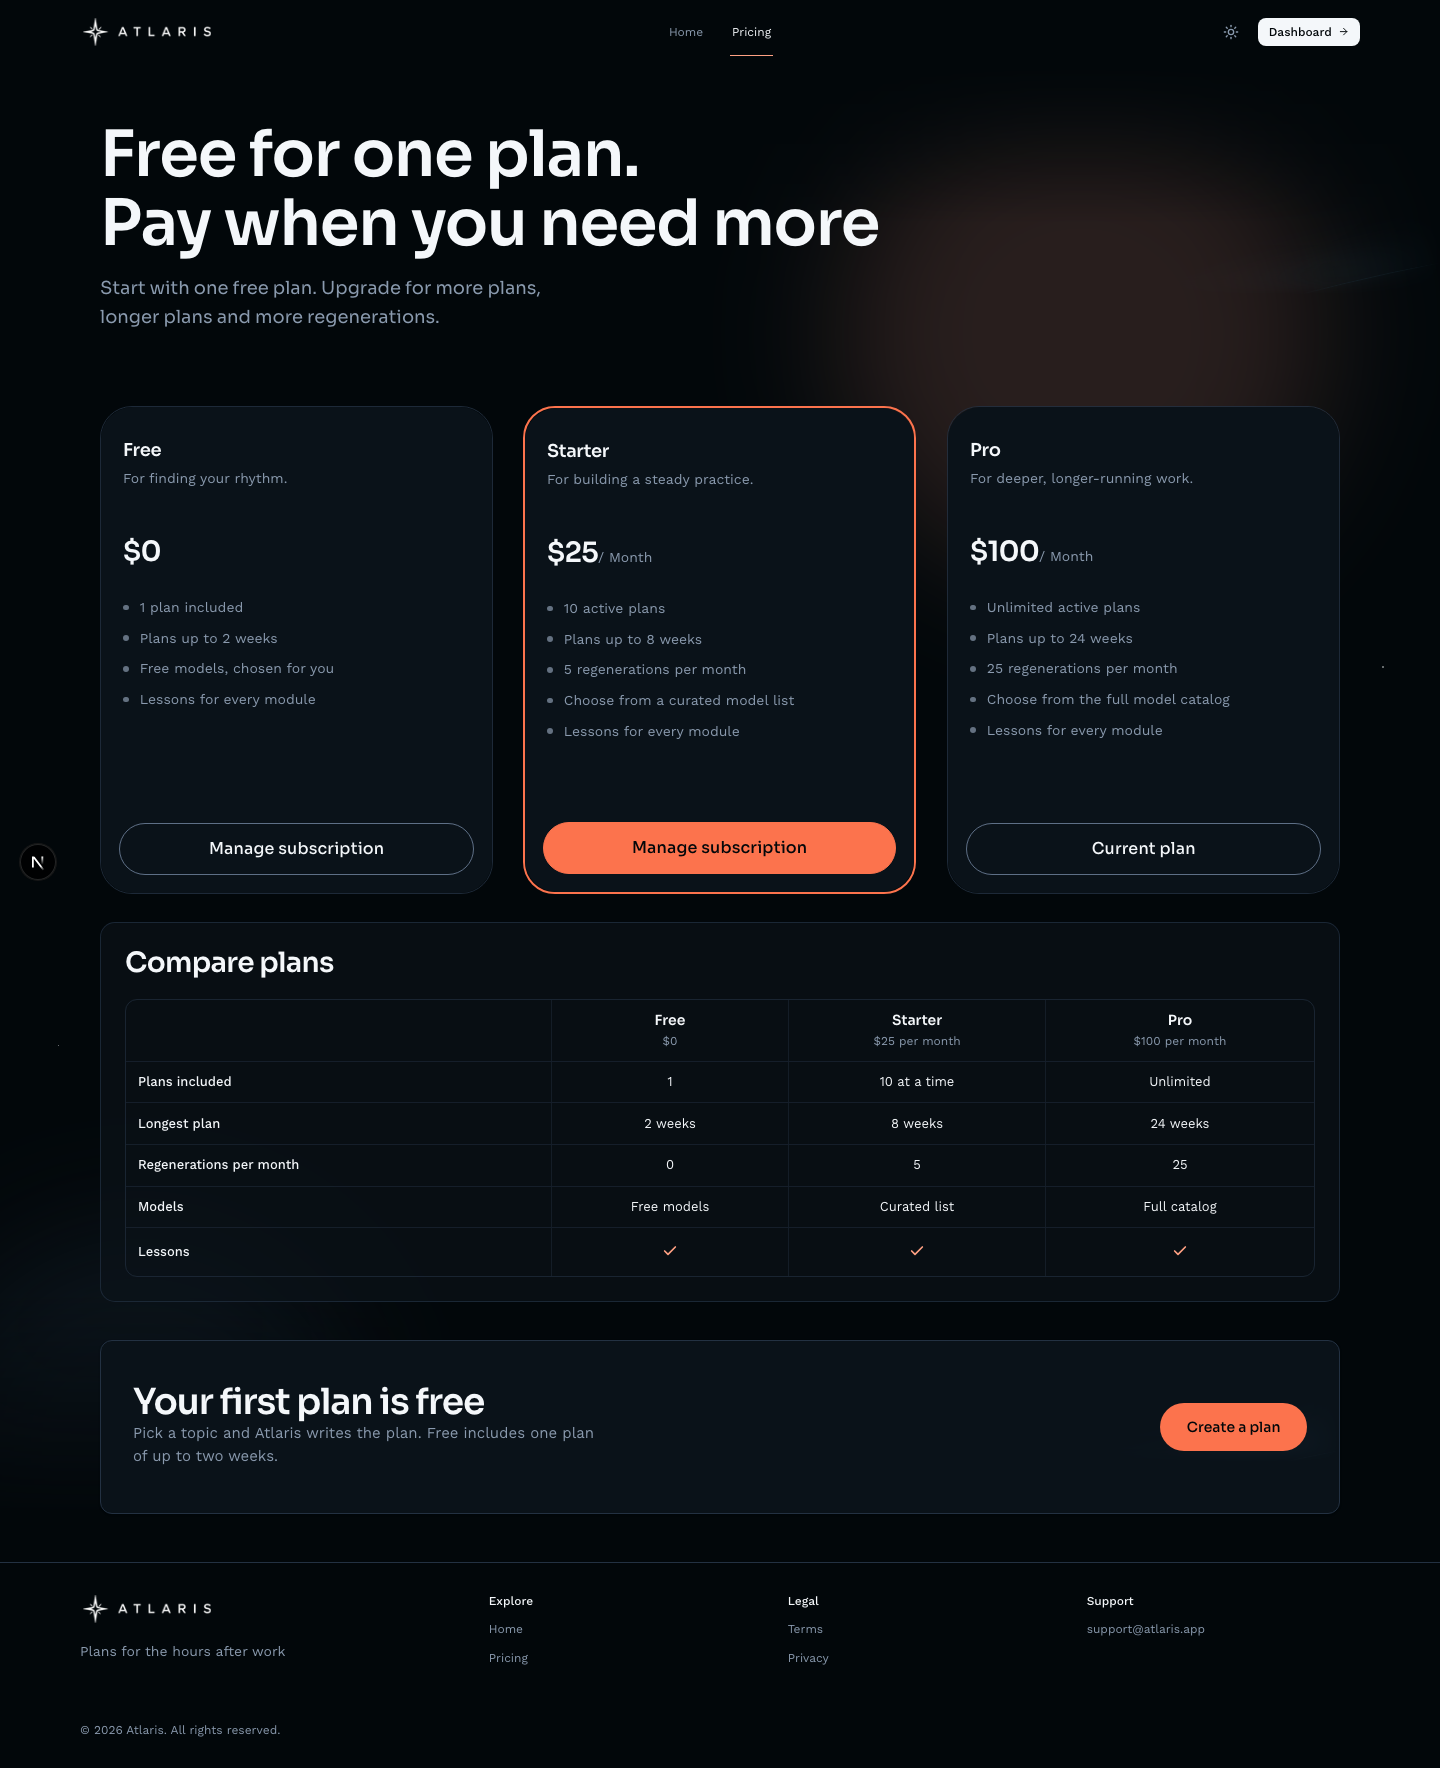 ATLARIS
Home
Pricing
Dashboard →
Free for one plan.
Pay when you need more
Start with one free plan. Upgrade for more plans,
longer plans and more regenerations.
Free
For finding your rhythm.
$0
1 plan included
Plans up to 2 weeks
Free models, chosen for you
Lessons for every module
Manage subscription
Starter
For building a steady practice.
$25/ Month
10 active plans
Plans up to 8 weeks
5 regenerations per month
Choose from a curated model list
Lessons for every module
Manage subscription
Pro
For deeper, longer-running work.
$100/ Month
Unlimited active plans
Plans up to 24 weeks
25 regenerations per month
Choose from the full model catalog
Lessons for every module
Current plan
N
Compare plans
Free Starter Pro
$0 $25 per month $100 per month
Plans included 1 10 at a time Unlimited
Longest plan 2 weeks 8 weeks 24 weeks
Regenerations per month 0 5 25
Models Free models Curated list Full catalog
Lessons ✓ ✓ ✓
Your first plan is free
Pick a topic and Atlaris writes the plan. Free includes one plan
of up to two weeks.
Create a plan
ATLARIS
Plans for the hours after work
Explore
Home
Pricing
Legal
Terms
Privacy
Support
support@atlaris.app
© 2026 Atlaris. All rights reserved.